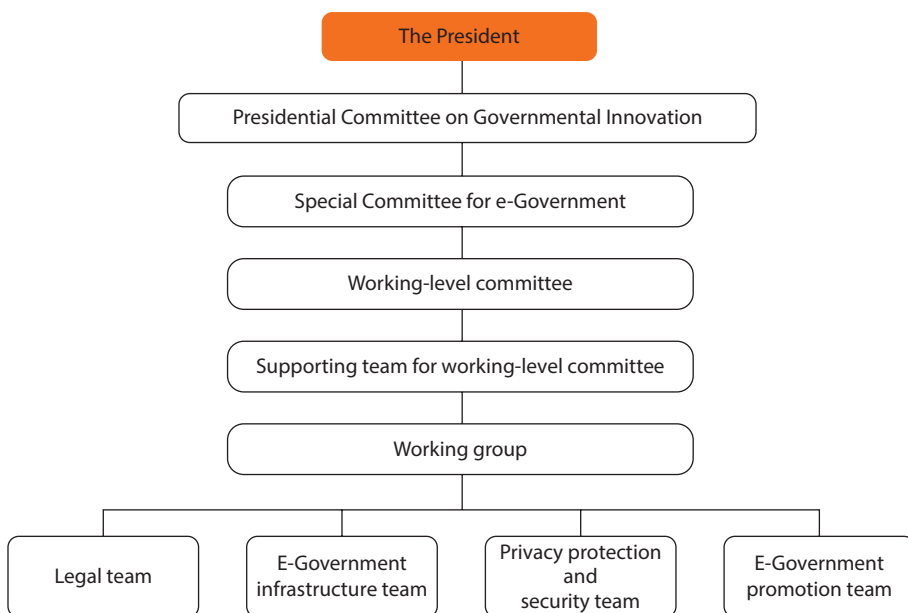 The President
Presidential Committee on Governmental Innovation
Special Committee for e-Government
Working-level committee
Supporting team for working-level committee
Working group
Legal team
E-Government
infrastructure team
Privacy protection
and
security team
E-Government
promotion team